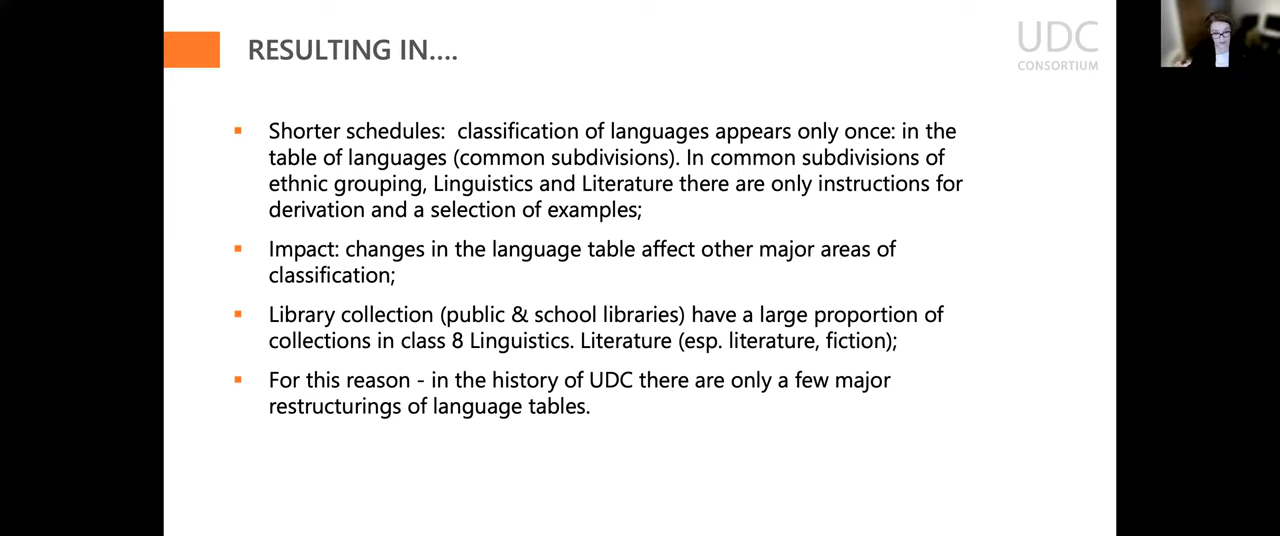 RESULTING IN....
UDC
CONSORTIUM
Shorter schedules:  classification of languages appears only once: in the
table of languages (common subdivisions). In common subdivisions of
ethnic grouping, Linguistics and Literature there are only instructions for
derivation and a selection of examples;
Impact: changes in the language table affect other major areas of
classification;
Library collection (public & school libraries) have a large proportion of
collections in class 8 Linguistics. Literature (esp. literature, fiction);
For this reason - in the history of UDC there are only a few major
restructurings of language tables.